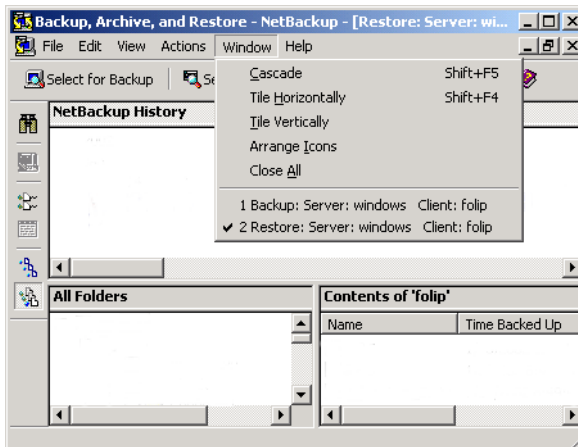 Backup, Archive, and Restore - NetBackup - [Restore: Server: wi...
File Edit View Actions Window Help
Select for Backup
Cascade Shift+F5
Tile Horizontally Shift+F4
Tile Vertically
Arrange Icons
Close All
1 Backup: Server: windows Client: folip
2 Restore: Server: windows Client: folip
NetBackup History
All Folders
Contents of 'folip'
Name Time Backed Up